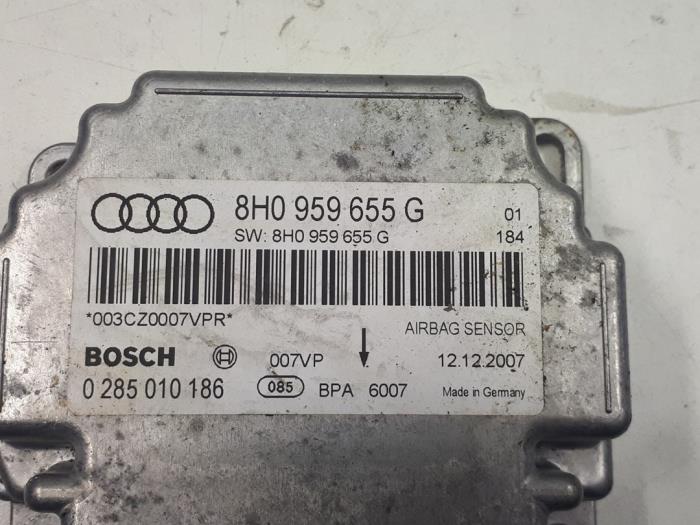 8H0 959 655 G 01
SW: 8H0 959 655 G 184
*003CZ0007VPR*
AIRBAG SENSOR
BOSCH 007VP 12.12.2007
0 285 010 186 085 BPA 6007 Made in Germany